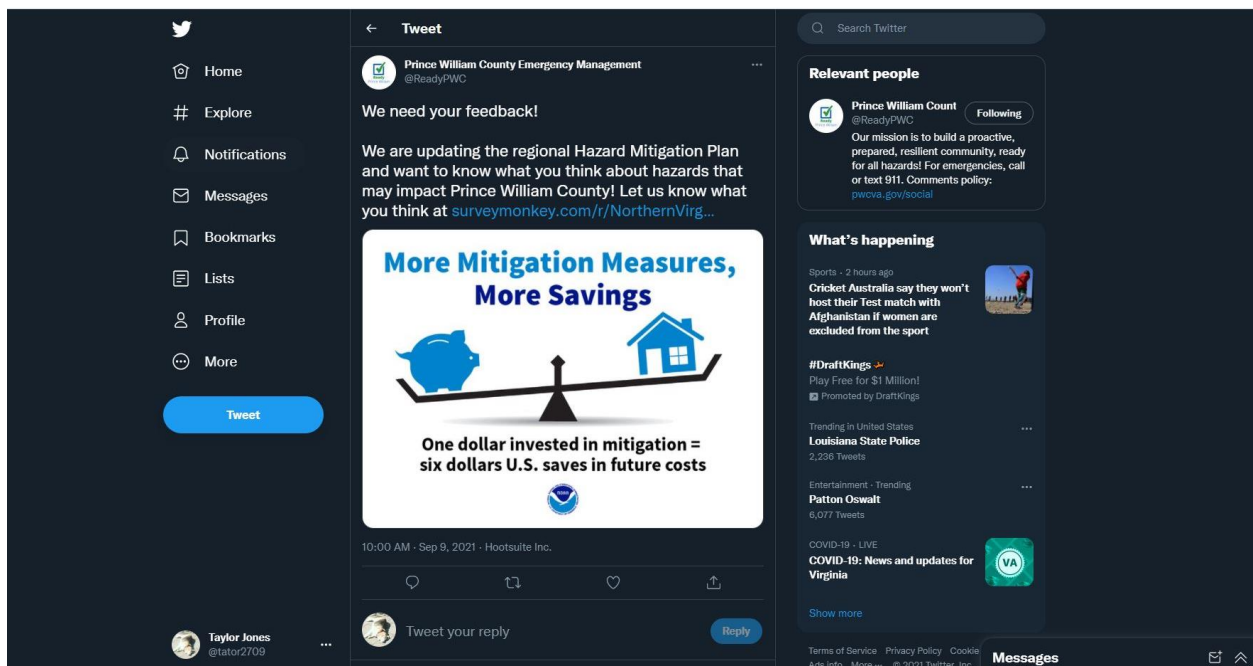 Home
Explore
Notifications
Messages
Bookmarks
Lists
Profile
More
Tweet
Taylor Jones
@tator2709
Tweet
Prince William County Emergency Management
@ReadyPWC
We need your feedback!
We are updating the regional Hazard Mitigation Plan
and want to know what you think about hazards that
may impact Prince William County! Let us know what
you think at surveymonkey.com/r/NorthernVirg...
More Mitigation Measures,
More Savings
One dollar invested in mitigation =
six dollars U.S. saves in future costs
10:00 AM · Sep 9, 2021 · Hootsuite Inc.
Tweet your reply
Reply
Search Twitter
Relevant people
Prince William Count
@ReadyPWC
Following
Our mission is to build a proactive,
prepared, resilient community, ready
for all hazards! For emergencies, call
or text 911. Comments policy:
pwcva.gov/social
What's happening
Sports · 2 hours ago
Cricket Australia say they won't
host their Test match with
Afghanistan if women are
excluded from the sport
#DraftKings
Play Free for $1 Million!
Promoted by DraftKings
Trending in United States
Louisiana State Police
2,236 Tweets
Entertainment · Trending
Patton Oswalt
6,077 Tweets
COVID-19 · LIVE
COVID-19: News and updates for
Virginia
VA
Show more
Terms of Service Privacy Policy Cookie
Ads info More ... © 2021 Twitter, Inc.
Messages